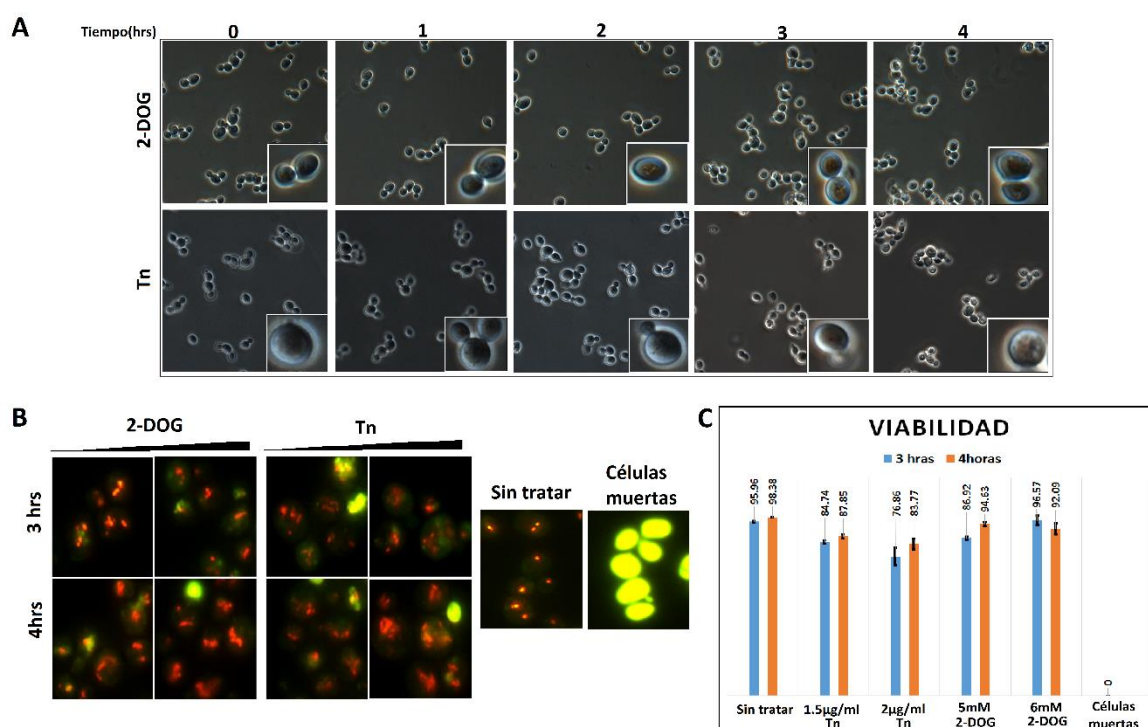 A
Tiempo(hrs) 0 1 2 3 4
2-DOG
Tn
B
2-DOG Tn
3 hrs
4hrs
Sin tratar
Células
muertas
C
VIABILIDAD
3 hras 4horas
95.96 98.38 84.74 87.85 76.86 83.77 86.92 94.63 96.57 92.09 0
Sin tratar 1.5µg/ml 2µg/ml 5mM 6mM Células
Tn Tn 2-DOG 2-DOG muertas